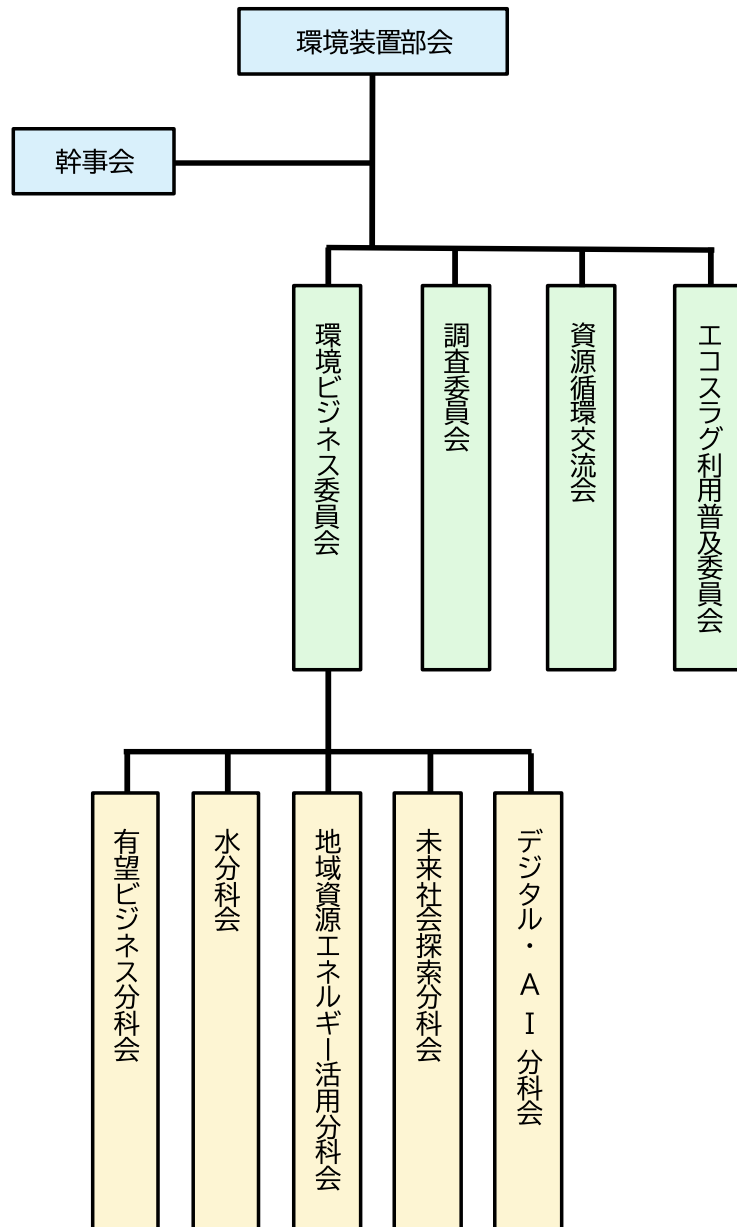 環境装置部会
幹事会
環境ビジネス委員会
調査委員会
資源循環交流会
エコスラグ利用普及委員会
有望ビジネス分科会
水分科会
地域資源エネルギー活用分科会
未来社会探索分科会
デジタル・ＡＩ分科会